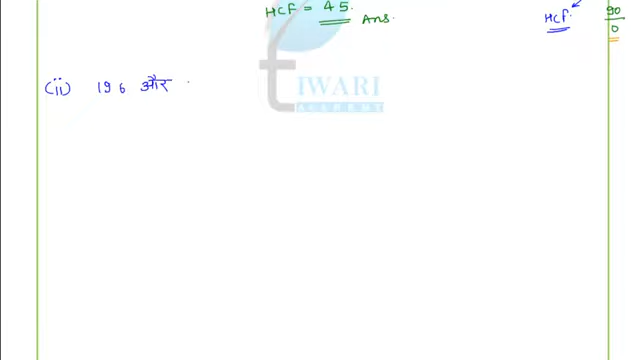 HCF = 45 Ans.
HCF.
90
0
(ii) 196 और
TIWARI
ACADEMY